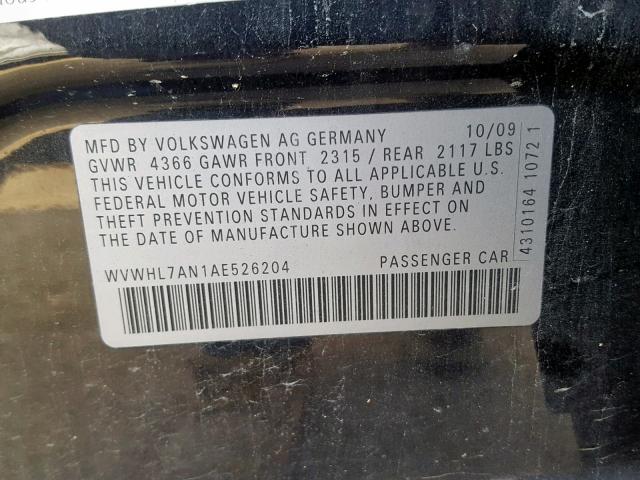 MFD BY VOLKSWAGEN AG GERMANY 10/09
GVWR 4366 GAWR FRONT 2315 / REAR 2117 LBS
THIS VEHICLE CONFORMS TO ALL APPLICABLE U.S.
FEDERAL MOTOR VEHICLE SAFETY, BUMPER AND
THEFT PREVENTION STANDARDS IN EFFECT ON
THE DATE OF MANUFACTURE SHOWN ABOVE.
WVWHL7AN1AE526204 PASSENGER CAR
4310164 1072 1